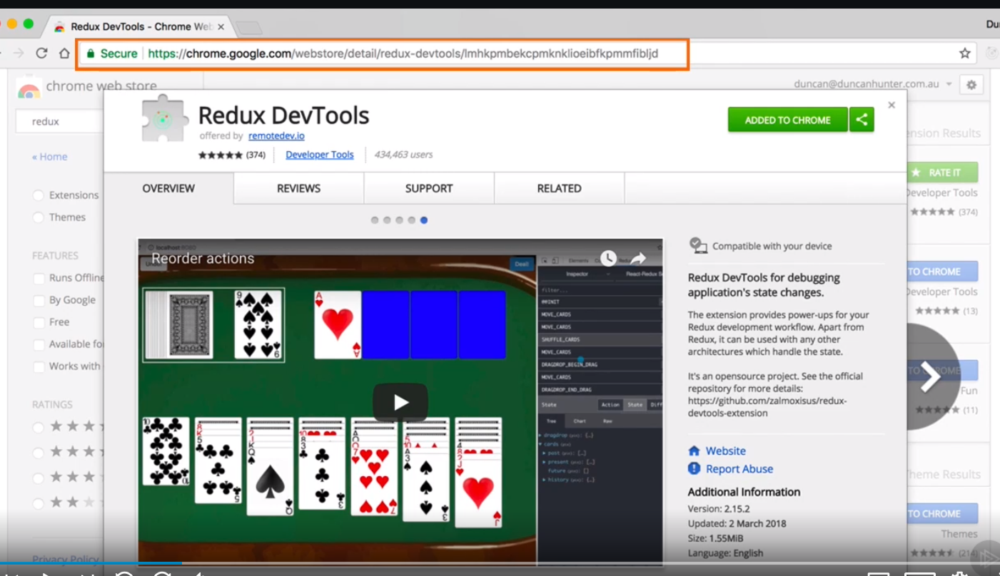 Redux DevTools - Chrome Web
Du
Secure https://chrome.google.com/webstore/detail/redux-devtools/lmhkpmbekcpmknklioeibfkpmmfibljd
chrome web store
duncan@duncanhunter.com.au
redux
« Home
Extensions
Themes
FEATURES
Runs Offline
By Google
Free
Available fo
Works with
RATINGS
Privacy Policy
Redux DevTools
offered by remotedev.io
(374) Developer Tools 434,463 users
ADDED TO CHROME
OVERVIEW REVIEWS SUPPORT RELATED
localhost:8080
Reorder actions
Deal!
Elements
Inspector
filter...
@@INIT
MOVE_CARDS
MOVE_CARDS
SHUFFLE_CARDS
MOVE_CARDS
DRAGDROP_BEGIN_DRAG
MOVE_CARDS
DRAGDROP_END_DRAG
State Action State Diff
Tree Chart Raw
dragdrop (pin): {…}
cards (pin)
past (pin): […]
present (pin): {…}
future (pin): []
history (pin): {…}
Compatible with your device
Redux DevTools for debugging
application's state changes.
The extension provides power-ups for your
Redux development workflow. Apart from
Redux, it can be used with any other
architectures which handle the state.
It's an opensource project. See the official
repository for more details:
https://github.com/zalmoxisus/redux-
devtools-extension
Website
Report Abuse
Additional Information
Version: 2.15.2
Updated: 2 March 2018
Size: 1.55MiB
Language: English
ension Results
RATE IT
Developer Tools
(374)
TO CHROME
Developer Tools
(13)
TO CHROME
Fun
(11)
heme Results
TO CHROME
Themes
(214)